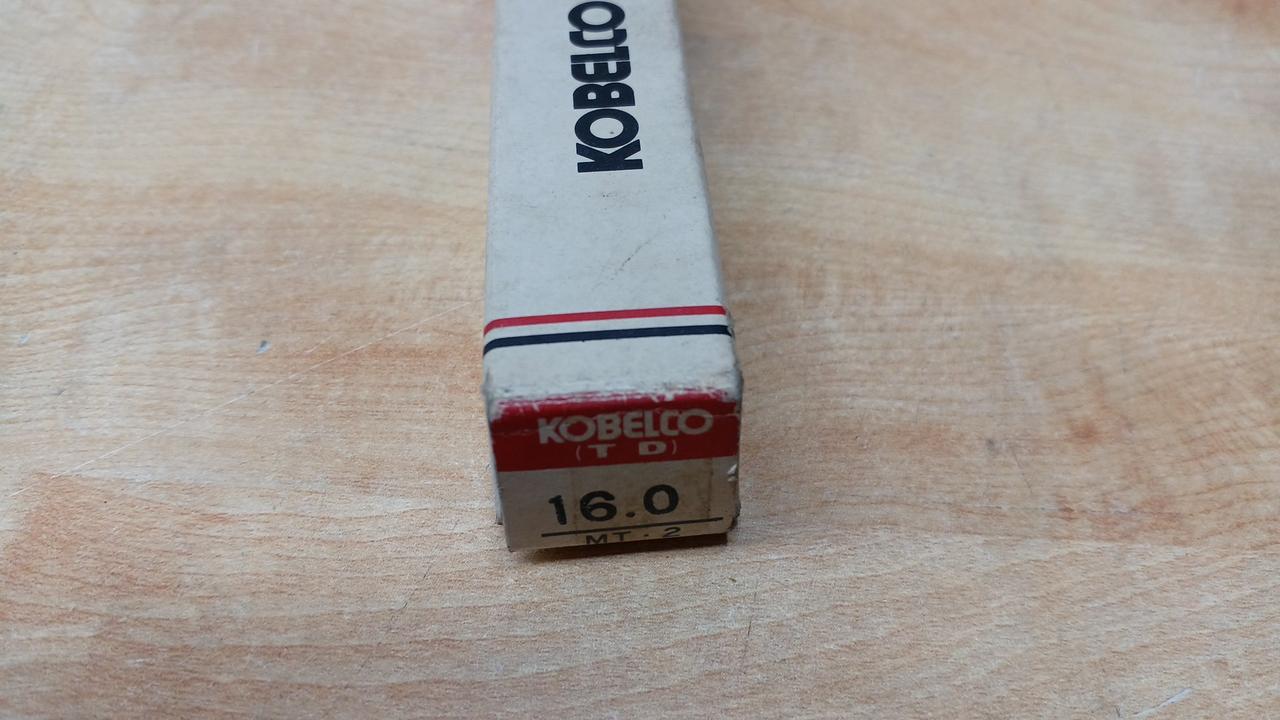 KOBELCO
KOBELCO
(T D)
16.0
MT.2